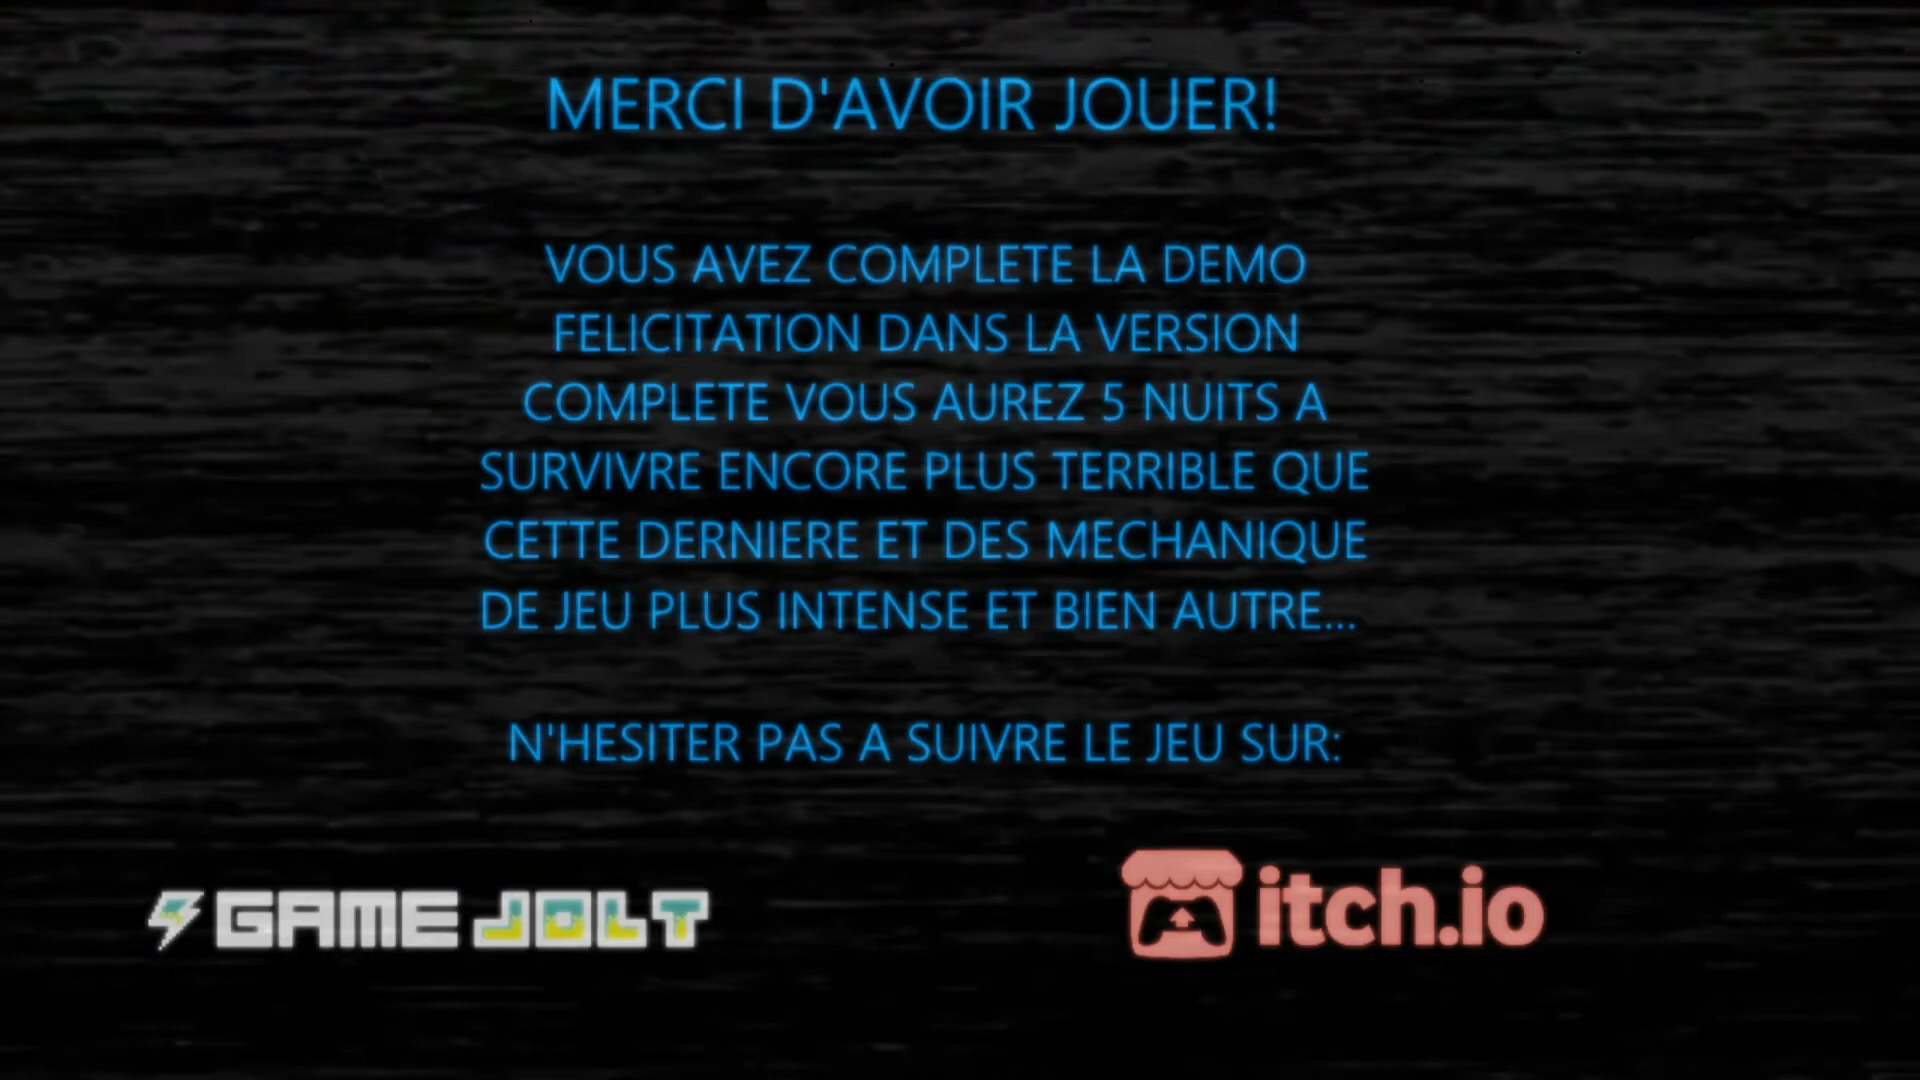 MERCI D'AVOIR JOUER!
VOUS AVEZ COMPLETE LA DEMO
FELICITATION DANS LA VERSION
COMPLETE VOUS AUREZ 5 NUITS A
SURVIVRE ENCORE PLUS TERRIBLE QUE
CETTE DERNIERE ET DES MECHANIQUE
DE JEU PLUS INTENSE ET BIEN AUTRE...
N'HESITER PAS A SUIVRE LE JEU SUR:
GAME JOLT
itch.io